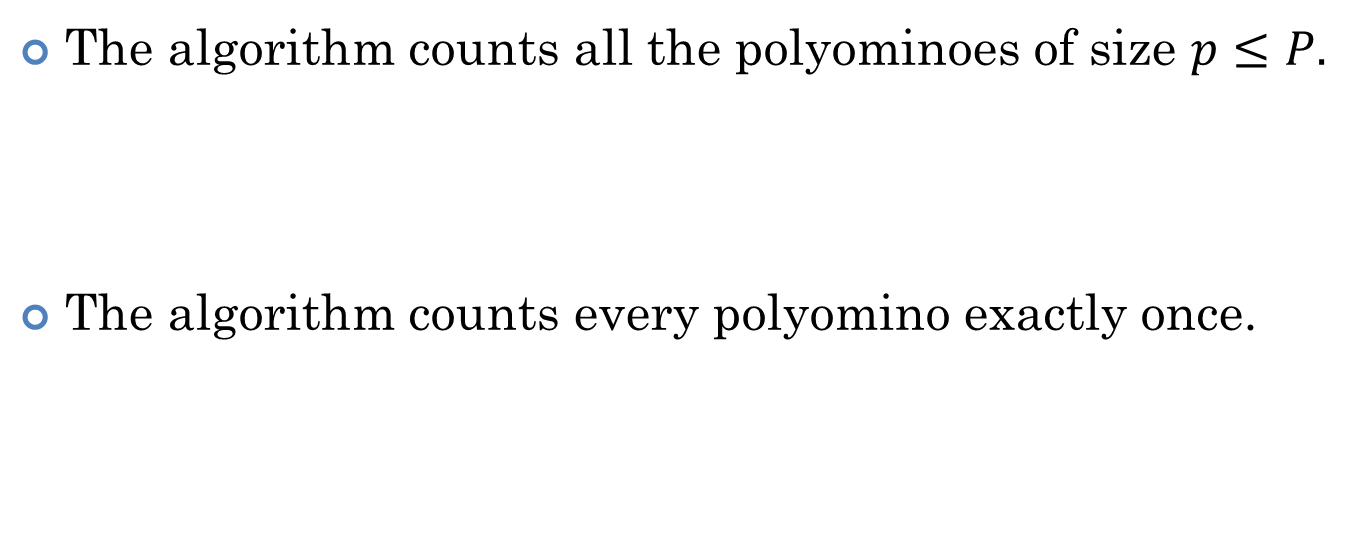 The algorithm counts all the polyominoes of size p ≤ P.
The algorithm counts every polyomino exactly once.